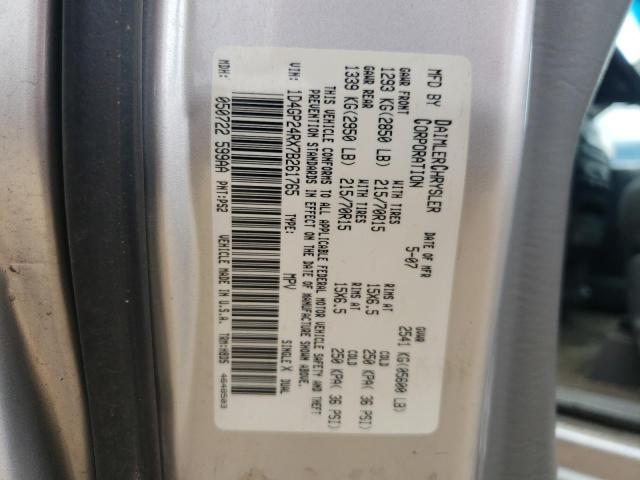 MFD BY DAIMLERCHRYSLER CORPORATION
DATE OF MFR 5-07
GVWR 2541 KG(05600 LB)
GAWR FRONT 1293 KG(2850 LB)
WITH TIRES 215/70R15
RIMS AT 15X6.5
COLD 250 KPA( 36 PSI)
GAWR REAR 1339 KG(2950 LB)
WITH TIRES 215/70R15
RIMS AT 15X6.5
COLD 250 KPA( 36 PSI)
THIS VEHICLE CONFORMS TO ALL APPLICABLE FEDERAL MOTOR VEHICLE SAFETY AND THEFT
PREVENTION STANDARDS IN EFFECT ON THE DATE OF MANUFACTURE SHOWN ABOVE.
VIN: 1D4GP24RX7B261765
TYPE: MPV
SINGLE X DUAL
MDH: 050722 599AA
PNT:PS2
VEHICLE MADE IN U.S.A.
4648503